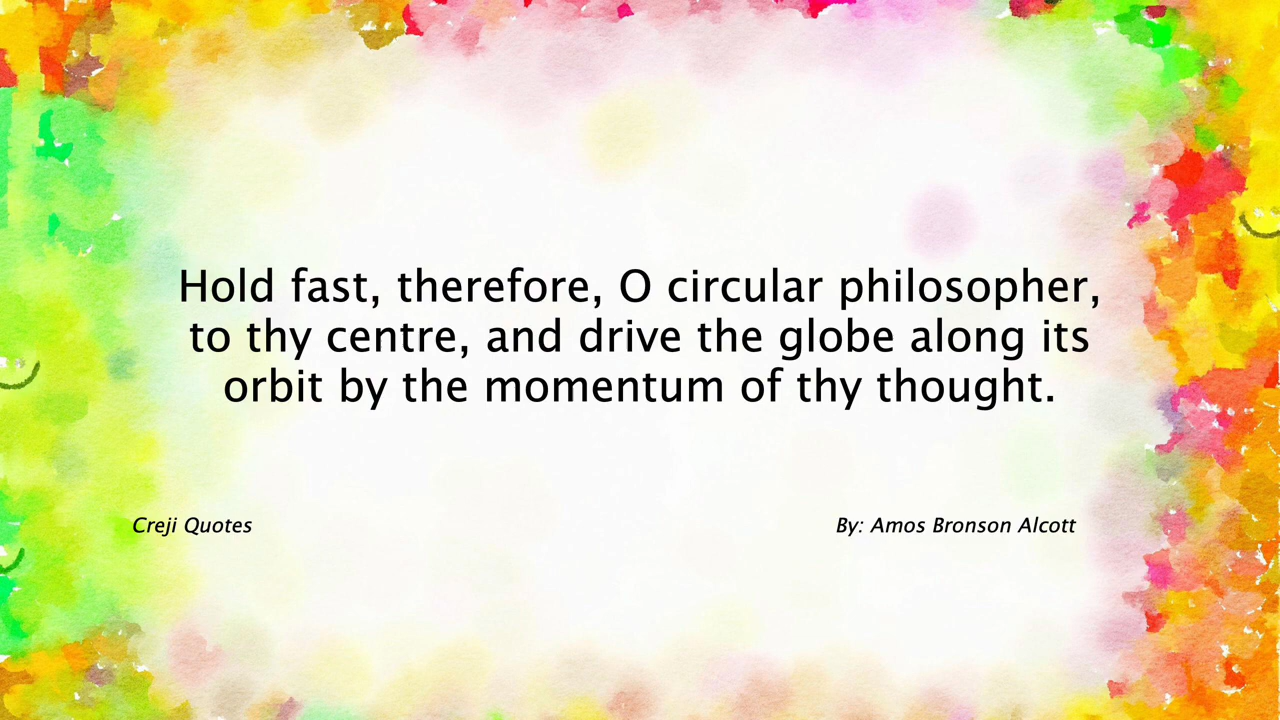 Hold fast, therefore, O circular philosopher,
to thy centre, and drive the globe along its
orbit by the momentum of thy thought.
Creji Quotes
By: Amos Bronson Alcott